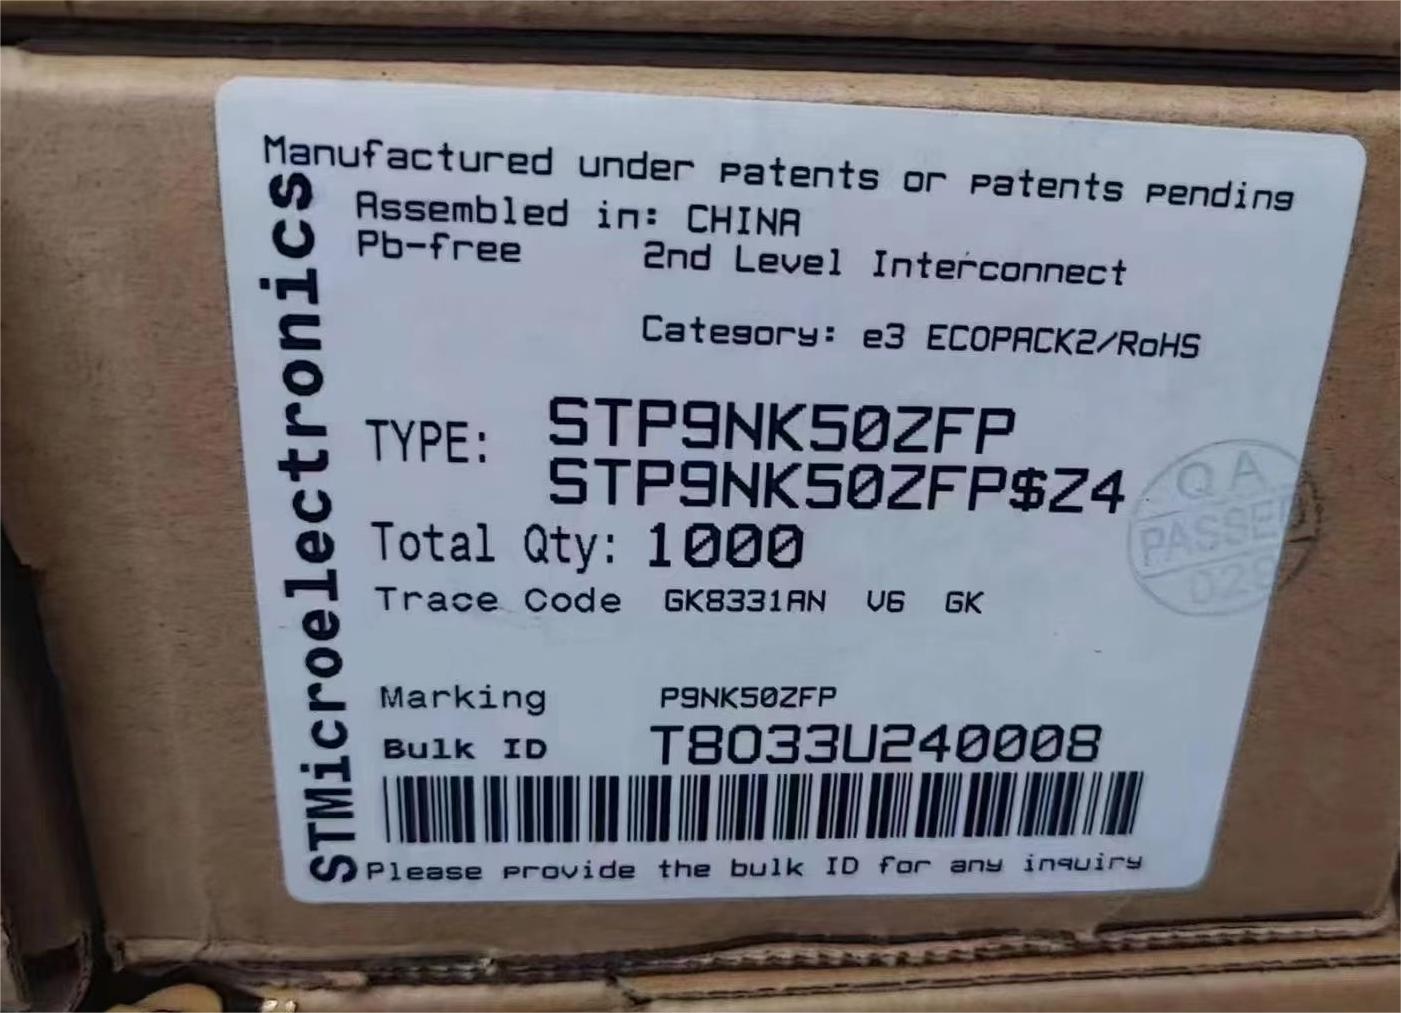 STMicroelectronics
Manufactured under patents or patents pending
Assembled in: CHINA
Pb-free 2nd Level Interconnect
Category: e3 ECOPACK2/RoHS
TYPE: STP9NK50ZFP
STP9NK50ZFP$Z4
Total Qty: 1000
Trace Code GK8331AN V6 GK
Marking P9NK50ZFP
Bulk ID T8033U240008
Please provide the bulk ID for any inquiry
QA
PASSED